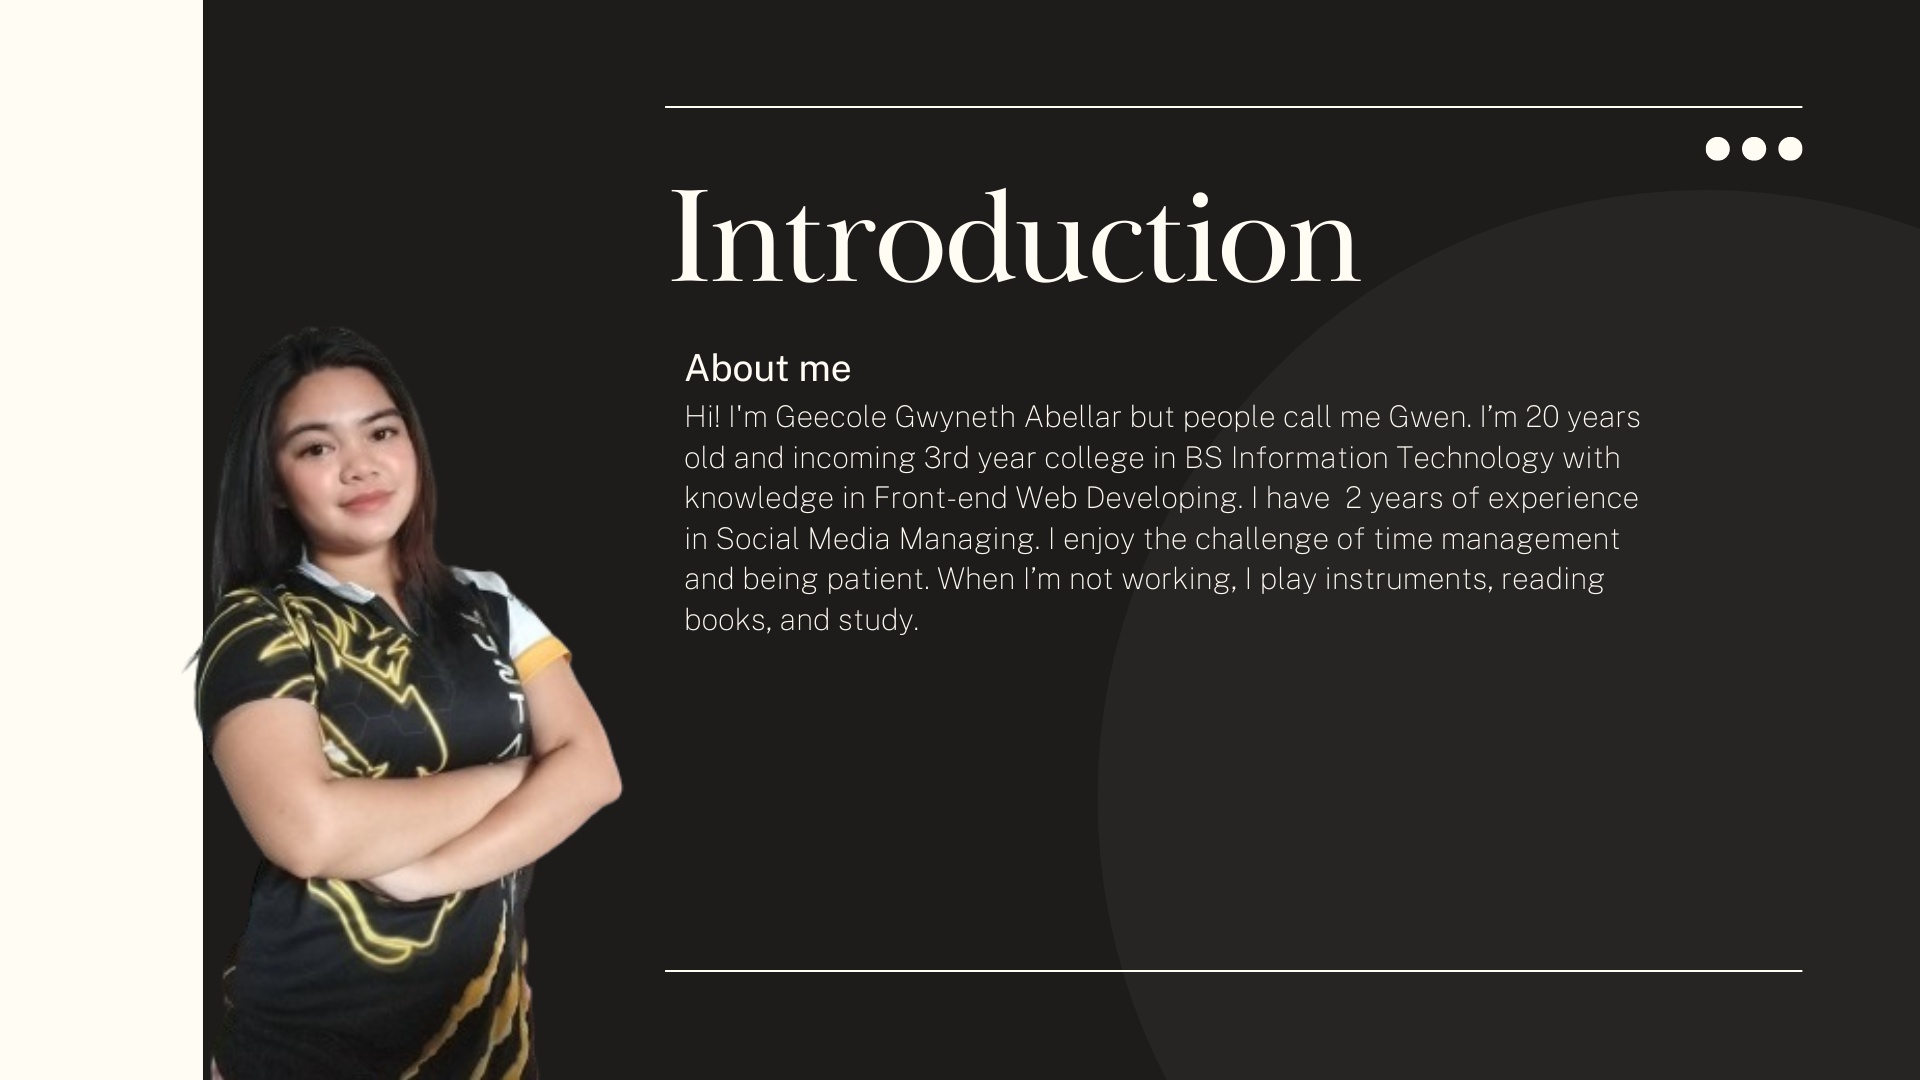 Introduction
About me
Hi! I'm Geecole Gwyneth Abellar but people call me Gwen. I’m 20 years
old and incoming 3rd year college in BS Information Technology with
knowledge in Front-end Web Developing. I have  2 years of experience
in Social Media Managing. I enjoy the challenge of time management
and being patient. When I’m not working, I play instruments, reading
books, and study.